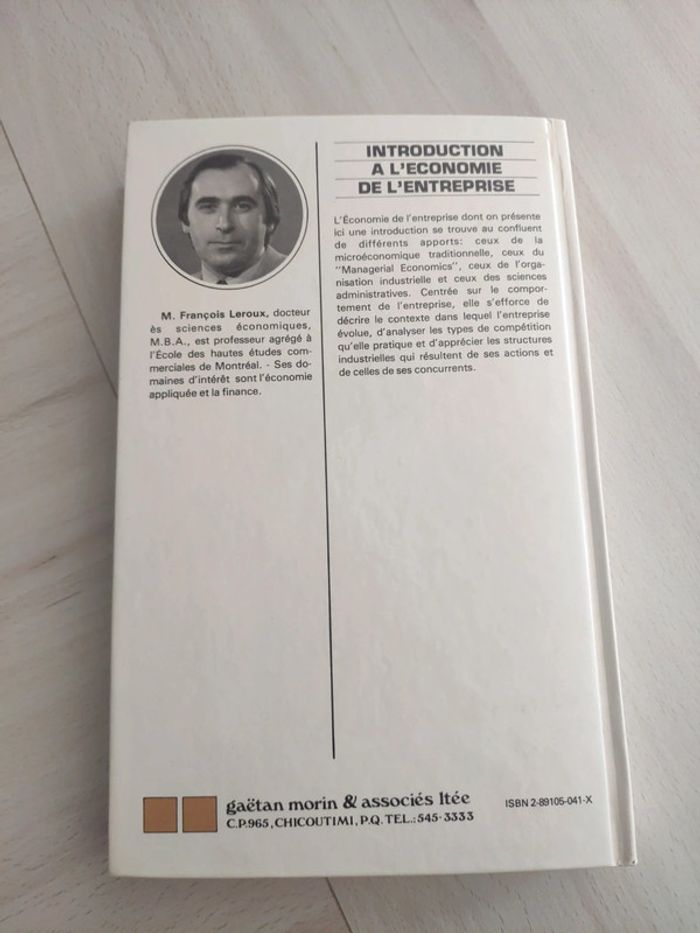 M. François Leroux, docteur
ès sciences économiques,
M.B.A., est professeur agrégé à
l'École des hautes études com-
merciales de Montréal. - Ses do-
maines d'intérêt sont l'économie
appliquée et la finance.
INTRODUCTION
A L'ECONOMIE
DE L'ENTREPRISE
L'Économie de l'entreprise dont on présente
ici une introduction se trouve au confluent
de différents apports: ceux de la
microéconomique traditionnelle, ceux du
"Managerial Economics", ceux de l'orga-
nisation industrielle et ceux des sciences
administratives. Centrée sur le compor-
tement de l'entreprise, elle s'efforce de
décrire le contexte dans lequel l'entreprise
évolue, d'analyser les types de compétition
qu'elle pratique et d'apprécier les structures
industrielles qui résultent de ses actions et
de celles de ses concurrents.
gaëtan morin & associés ltée
C.P.965, CHICOUTIMI, P.Q. TEL.: 545-3333
ISBN 2-89105-041-X